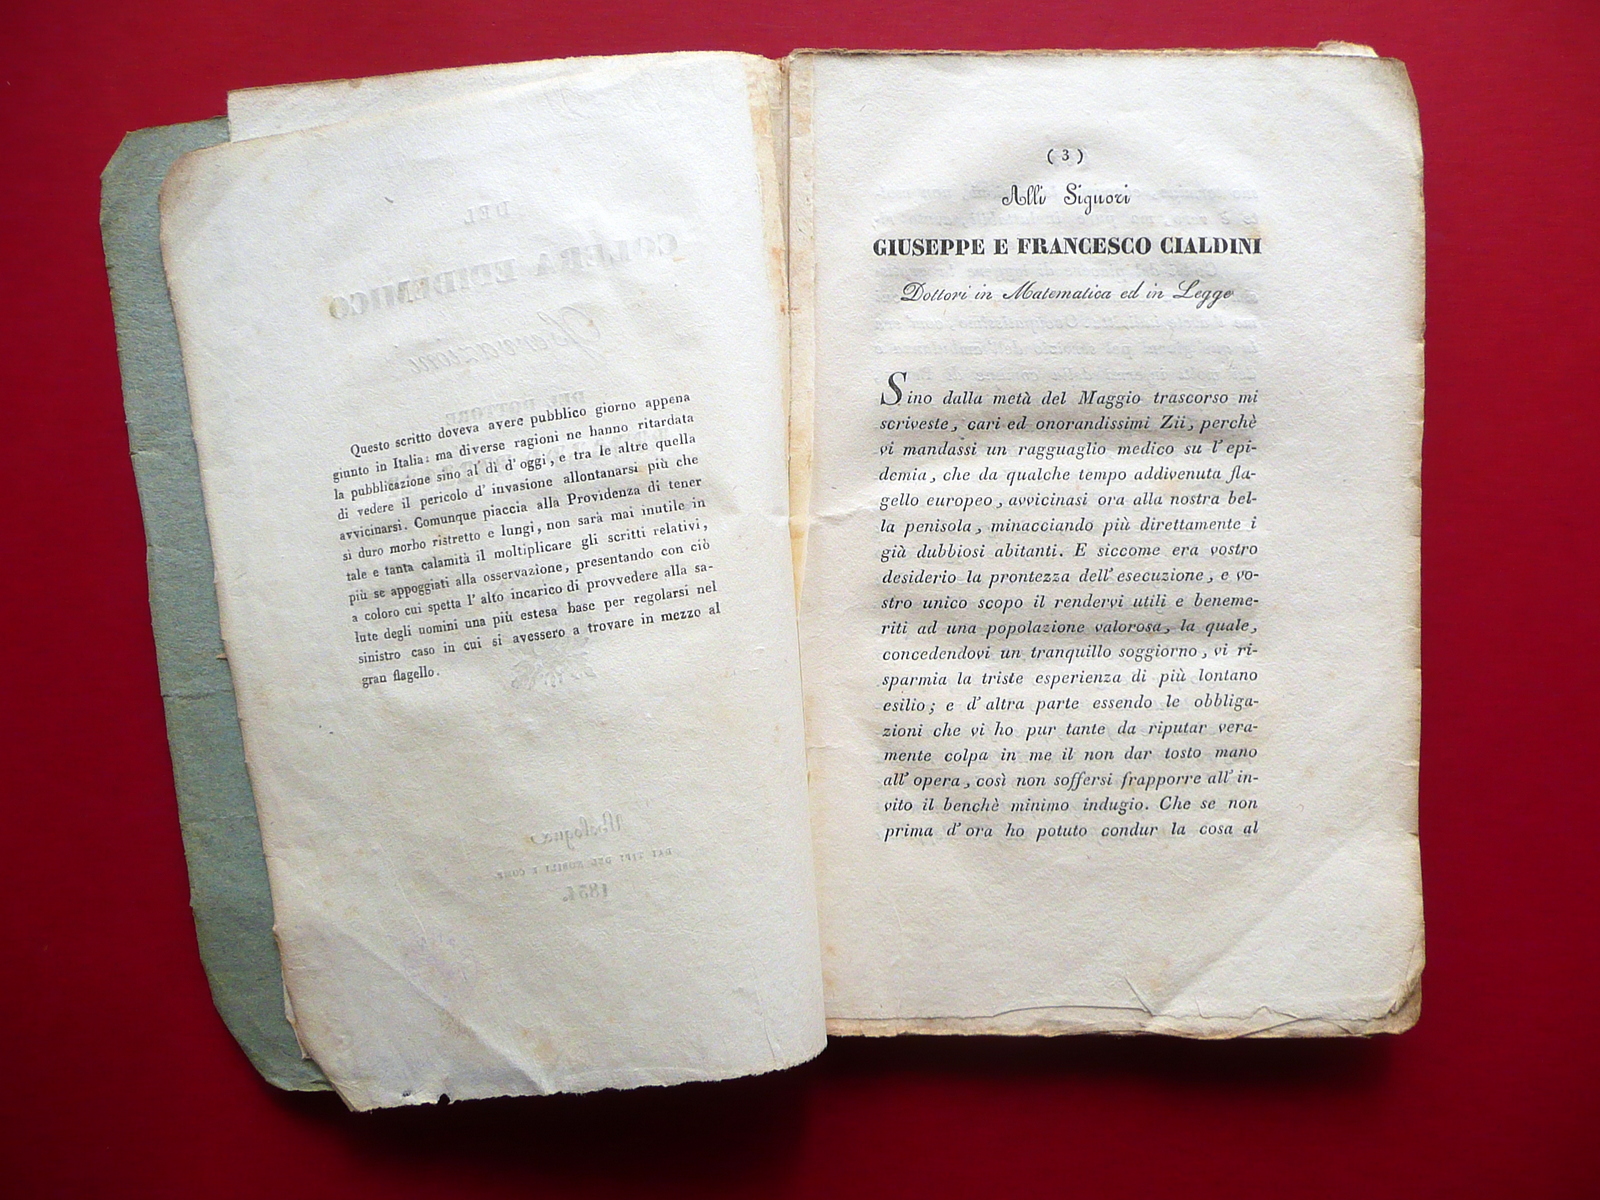 Questo scritto doveva avere pubblico giorno appena
giunto in Italia: ma diverse ragioni ne hanno ritardata
la pubblicazione sino al dì d' oggi, e tra le altre quella
di vedere il pericolo d' invasione allontanarsi più che
avvicinarsi. Comunque piaccia alla Providenza di tener
sì duro morbo ristretto e lungi, non sarà mai inutile in
tale e tanta calamità il moltiplicare gli scritti relativi,
più se appoggiati alla osservazione, presentando con ciò
a coloro cui spetta l' alto incarico di provvedere alla sa-
lute degli uomini una più estesa base per regolarsi nel
sinistro caso in cui si avessero a trovare in mezzo al
gran flagello.
( 3 )
Alli Signori
GIUSEPPE E FRANCESCO CIALDINI
Dottori in Matematica ed in Legge
Sino dalla metà del Maggio trascorso mi
scriveste, cari ed onorandissimi Zii, perchè
vi mandassi un ragguaglio medico su l' epi-
demia, che da qualche tempo addivenuta fla-
gello europeo, avvicinasi ora alla nostra bel-
la penisola, minacciando più direttamente i
già dubbiosi abitanti. E siccome era vostro
desiderio la prontezza dell' esecuzione, e vo-
stro unico scopo il rendervi utili e beneme-
riti ad una popolazione valorosa, la quale,
concedendovi un tranquillo soggiorno, vi ri-
sparmia la triste esperienza di più lontano
esilio; e d' altra parte essendo le obbliga-
zioni che vi ho pur tante da riputar vera-
mente colpa in me il non dar tosto mano
all' opera, così non soffersi frapporre all' in-
vito il benchè minimo indugio. Che se non
prima d' ora ho potuto condur la cosa al